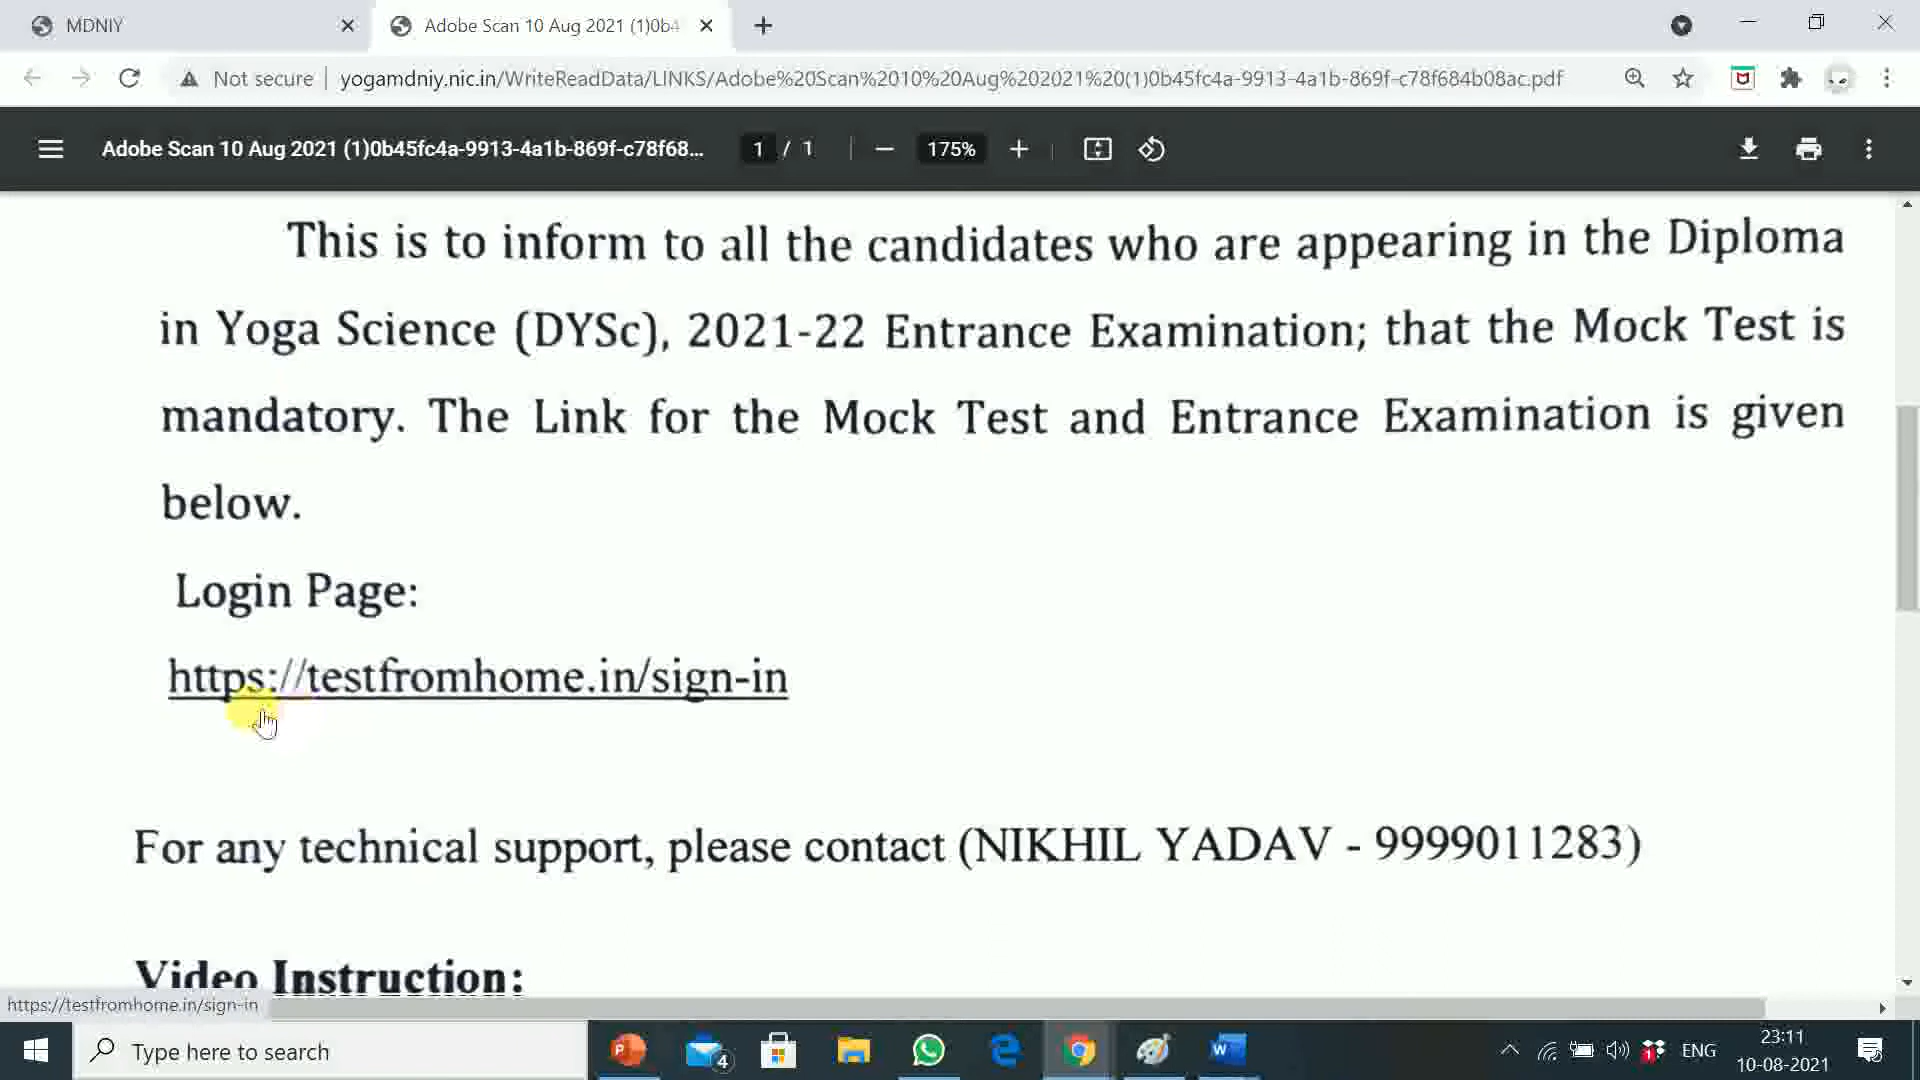 MDNIY
Adobe Scan 10 Aug 2021 (1)0b4
Not secure
yogamdniy.nic.in/WriteReadData/LINKS/Adobe%20Scan%2010%20Aug%202021%20(1)0b45fc4a-9913-4a1b-869f-c78f684b08ac.pdf
Adobe Scan 10 Aug 2021 (1)0b45fc4a-9913-4a1b-869f-c78f68...
1 / 1
175%
This is to inform to all the candidates who are appearing in the Diploma
in Yoga Science (DYSc), 2021-22 Entrance Examination; that the Mock Test is
mandatory. The Link for the Mock Test and Entrance Examination is given
below.
Login Page:
https://testfromhome.in/sign-in
For any technical support, please contact (NIKHIL YADAV - 9999011283)
Video Instruction:
https://testfromhome.in/sign-in
Type here to search
4
1
ENG
23:11
10-08-2021